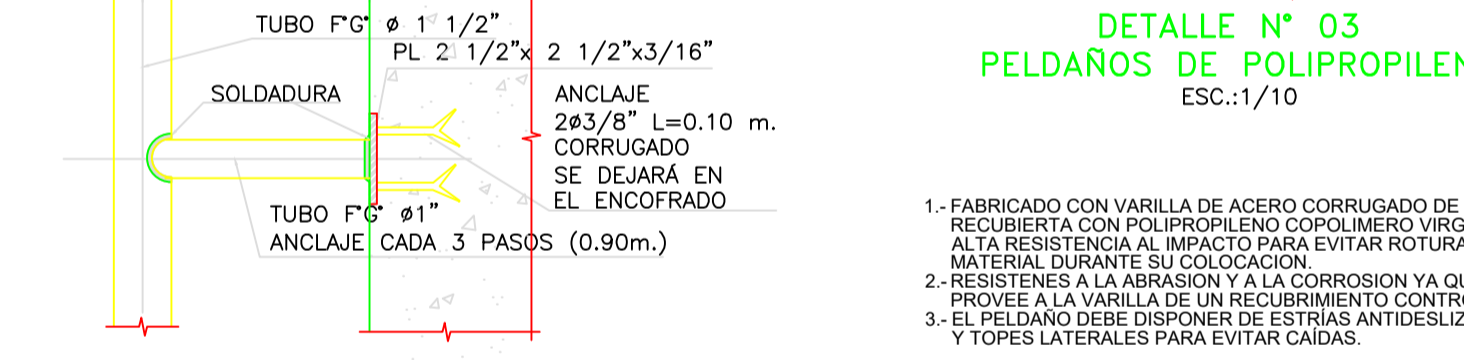 TUBO F°G° ø 1 1/2”
PL 2 1/2”x 2 1/2”x3/16”
SOLDADURA
ANCLAJE
2ø3/8” L=0.10 m.
CORRUGADO
SE DEJARÁ EN
EL ENCOFRADO
TUBO F°G° ø1”
ANCLAJE CADA 3 PASOS (0.90m.)
DETALLE N° 03
PELDAÑOS DE POLIPROPILEN
ESC.:1/10
1.- FABRICADO CON VARILLA DE ACERO CORRUGADO DE
RECUBIERTA CON POLIPROPILENO COPOLIMERO VIRG
ALTA RESISTENCIA AL IMPACTO PARA EVITAR ROTURA
MATERIAL DURANTE SU COLOCACION.
2.- RESISTENES A LA ABRASION Y A LA CORROSION YA QU
PROVEE A LA VARILLA DE UN RECUBRIMIENTO CONTR
3.- EL PELDAÑO DEBE DISPONER DE ESTRÍAS ANTIDESLIZ
Y TOPES LATERALES PARA EVITAR CAÍDAS.